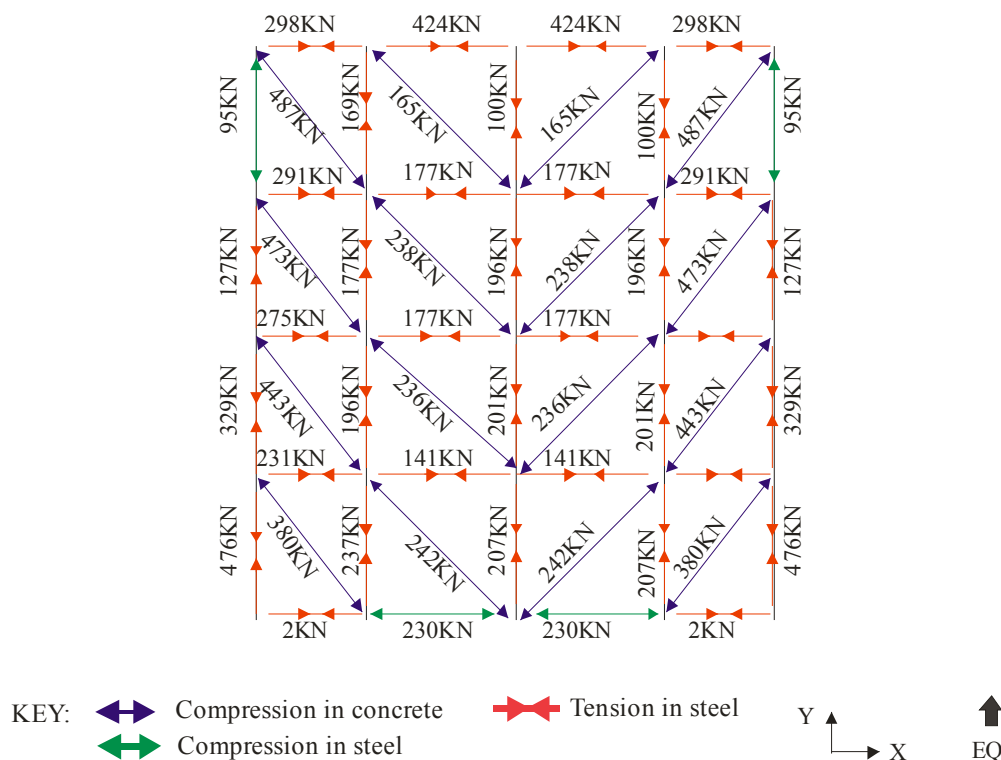 298KN 424KN 424KN 298KN
95KN 487KN 169KN 165KN 100KN 165KN 100KN 487KN 95KN
291KN 177KN 177KN 291KN
127KN 473KN 177KN 238KN 196KN 238KN 196KN 473KN 127KN
275KN 177KN 177KN
329KN 443KN 196KN 236KN 201KN 236KN 201KN 443KN 329KN
231KN 141KN 141KN
476KN 380KN 237KN 242KN 207KN 242KN 207KN 380KN 476KN
2KN 230KN 230KN 2KN
KEY: Compression in concrete Tension in steel
Compression in steel
Y
X
EQ